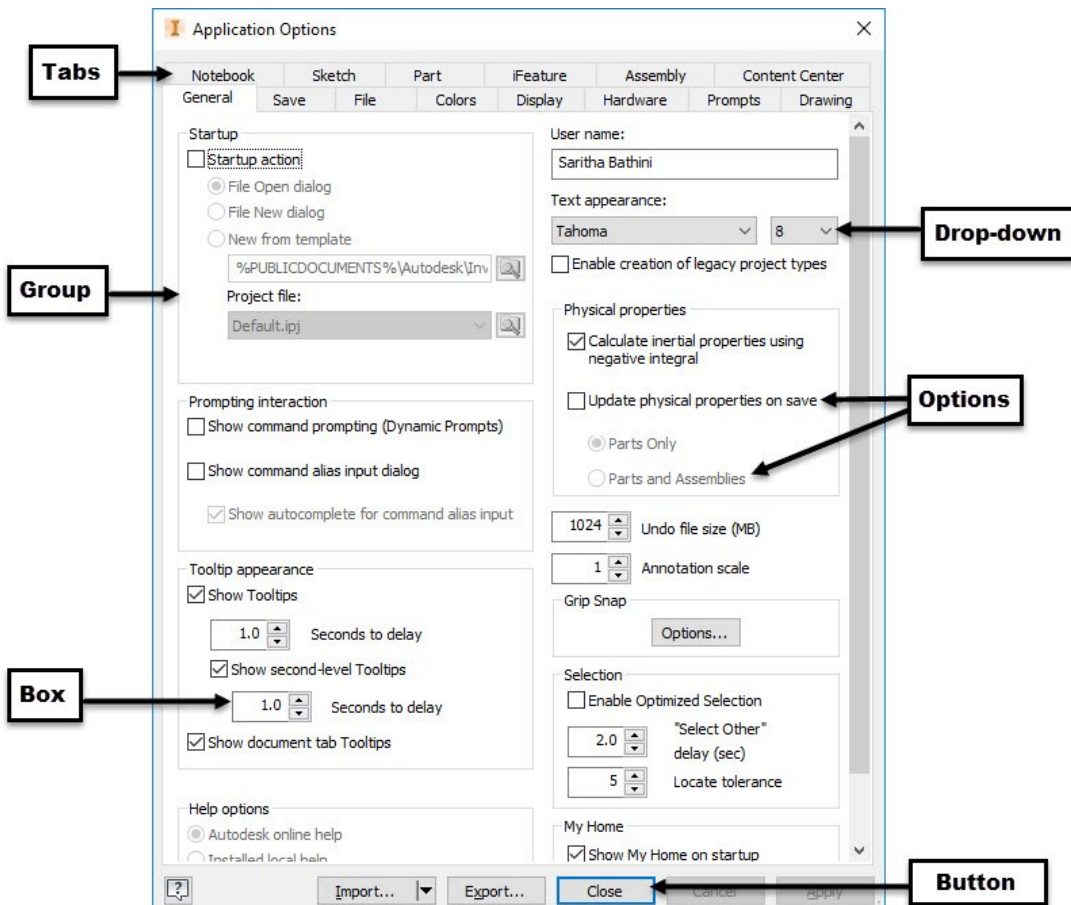 Application Options
Tabs
Notebook Sketch Part iFeature Assembly Content Center
General Save File Colors Display Hardware Prompts Drawing
Startup
Startup action
File Open dialog
File New dialog
New from template
%PUBLICDOCUMENTS%\Autodesk\Inv
Group
Project file:
Default.ipj
Prompting interaction
Show command prompting (Dynamic Prompts)
Show command alias input dialog
Show autocomplete for command alias input
Tooltip appearance
Show Tooltips
1.0 Seconds to delay
Show second-level Tooltips
Box
1.0 Seconds to delay
Show document tab Tooltips
Help options
Autodesk online help
Installed local help
User name:
Saritha Bathini
Text appearance:
Tahoma 8
Drop-down
Enable creation of legacy project types
Physical properties
Calculate inertial properties using
negative integral
Update physical properties on save
Options
Parts Only
Parts and Assemblies
1024 Undo file size (MB)
1 Annotation scale
Grip Snap
Options...
Selection
Enable Optimized Selection
2.0 "Select Other"
delay (sec)
5 Locate tolerance
My Home
Show My Home on startup
? Import... Export... Close Cancel Apply
Button